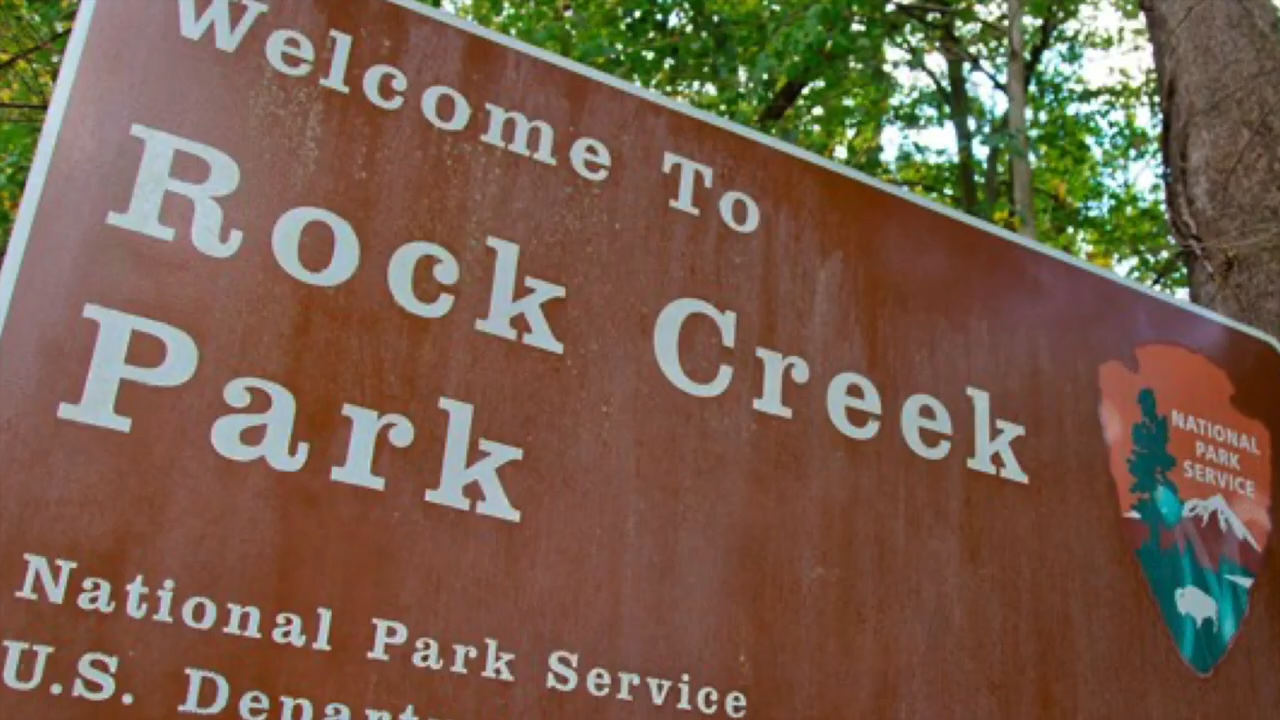 Welcome To
Rock Creek
Park
NATIONAL
PARK
SERVICE
National Park Service
U.S.